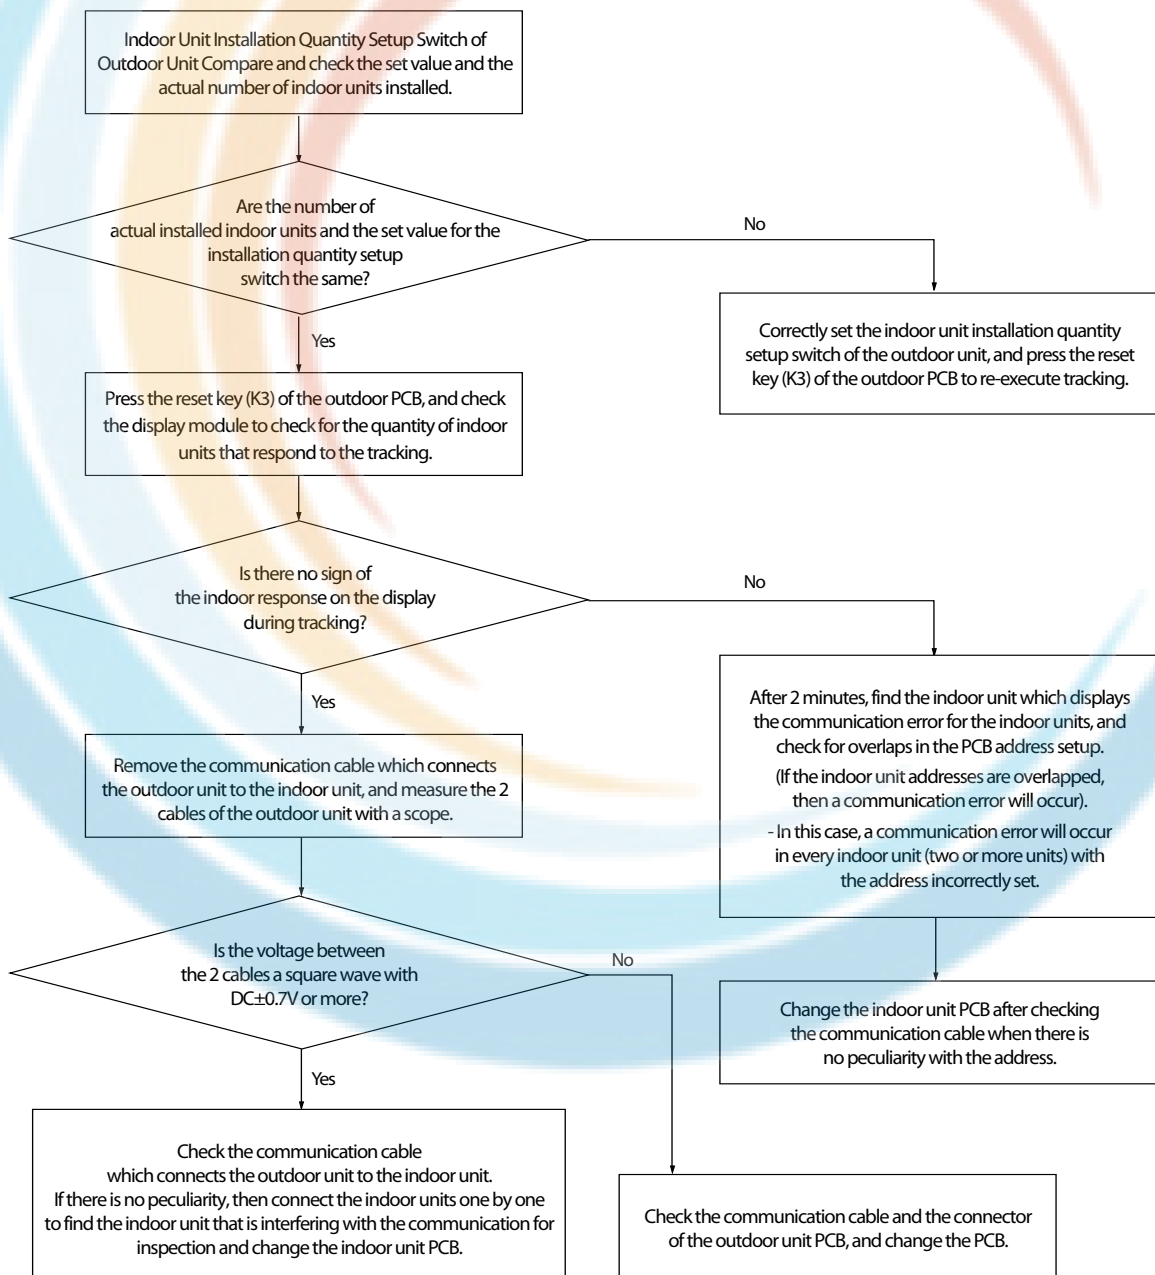 Indoor Unit Installation Quantity Setup Switch of
Outdoor Unit Compare and check the set value and the
actual number of indoor units installed.
Are the number of
actual installed indoor units and the set value for the
installation quantity setup
switch the same?
No
Correctly set the indoor unit installation quantity
setup switch of the outdoor unit, and press the reset
key (K3) of the outdoor PCB to re-execute tracking.
Yes
Press the reset key (K3) of the outdoor PCB, and check
the display module to check for the quantity of indoor
units that respond to the tracking.
Is there no sign of
the indoor response on the display
during tracking?
No
After 2 minutes, find the indoor unit which displays
the communication error for the indoor units, and
check for overlaps in the PCB address setup.
(If the indoor unit addresses are overlapped,
then a communication error will occur).
- In this case, a communication error will occur
in every indoor unit (two or more units) with
the address incorrectly set.
Yes
Remove the communication cable which connects
the outdoor unit to the indoor unit, and measure the 2
cables of the outdoor unit with a scope.
Is the voltage between
the 2 cables a square wave with
DC±0.7V or more?
No
Change the indoor unit PCB after checking
the communication cable when there is
no peculiarity with the address.
Yes
Check the communication cable
which connects the outdoor unit to the indoor unit.
If there is no peculiarity, then connect the indoor units one by one
to find the indoor unit that is interfering with the communication for
inspection and change the indoor unit PCB.
Check the communication cable and the connector
of the outdoor unit PCB, and change the PCB.